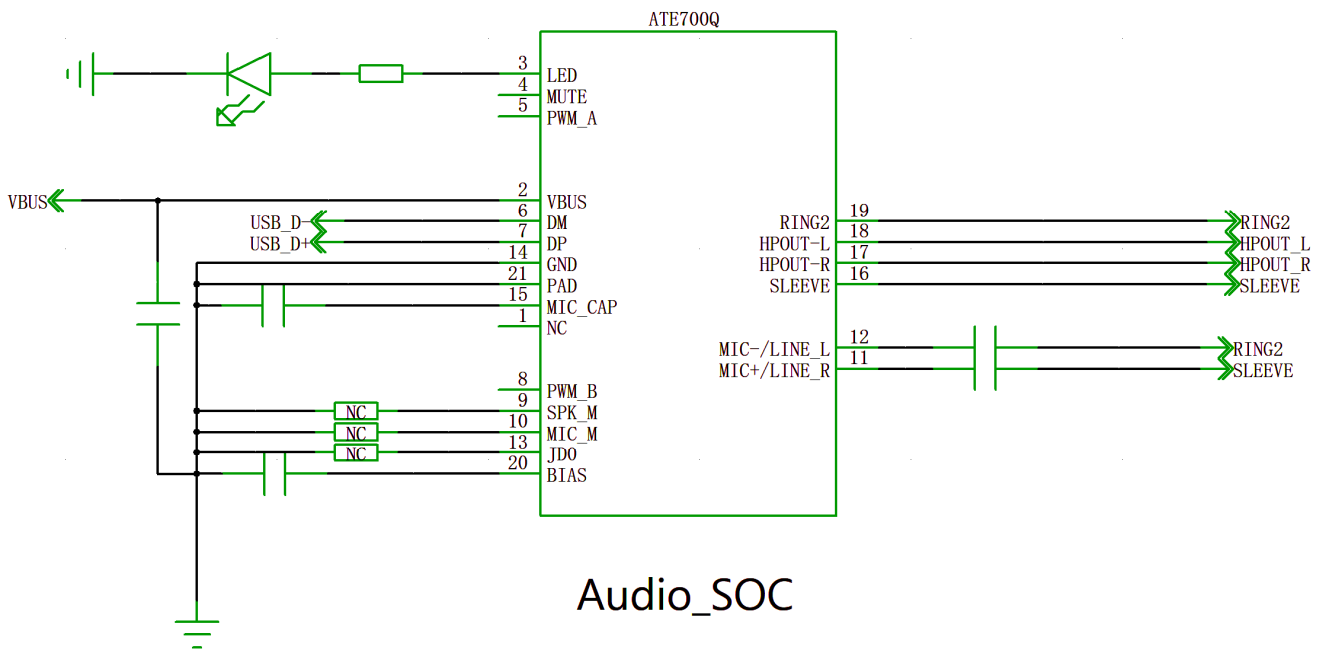 ATE700Q
3
LED
4
MUTE
5
PWM_A
VBUS
2
VBUS
USB_D-
6
DM
USB_D+
7
DP
14
GND
21
PAD
15
MIC_CAP
1
NC
8
PWM_B
NC
9
SPK_M
NC
10
MIC_M
NC
13
JDO
20
BIAS
RING2
19
RING2
HPOUT-L
18
HPOUT_L
HPOUT-R
17
HPOUT_R
SLEEVE
16
SLEEVE
MIC-/LINE_L
12
RING2
MIC+/LINE_R
11
SLEEVE
Audio_SOC